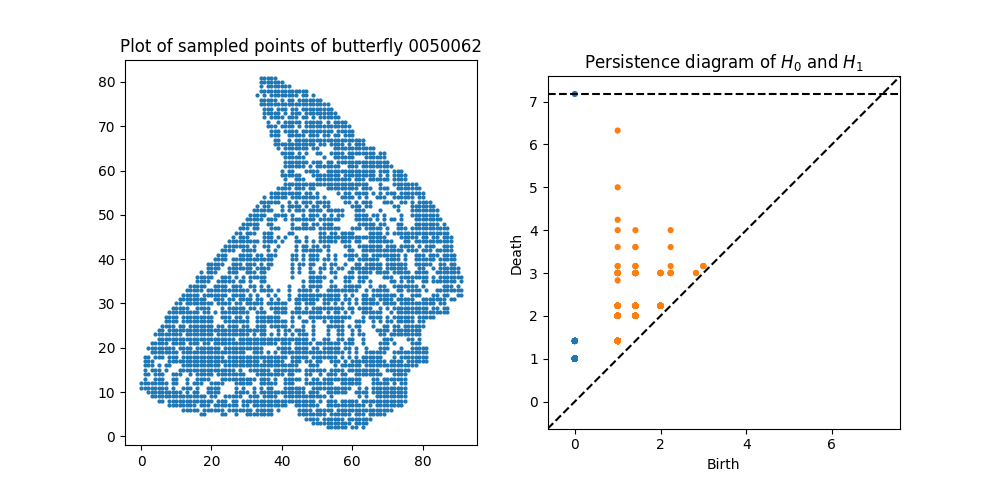 Plot of sampled points of butterfly 0050062
80
70
60
50
40
30
20
10
0
0 20 40 60 80
Persistence diagram of H₀ and H₁
7
6
5
4
3
2
1
0
Death
0 2 4 6
Birth